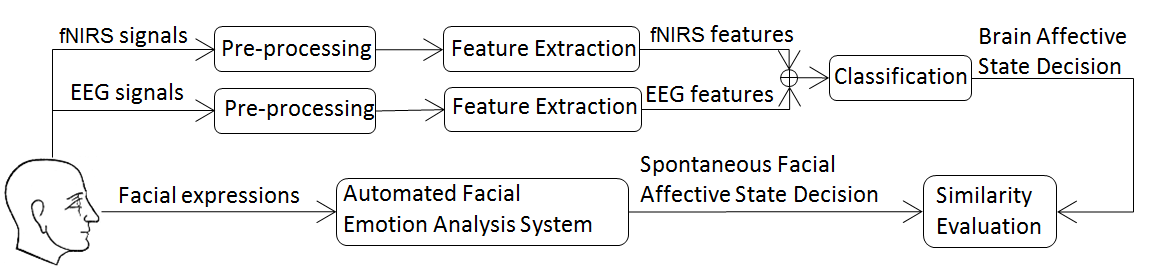 fNIRS signals
Pre-processing
Feature Extraction
fNIRS features
EEG signals
Pre-processing
Feature Extraction
EEG features
Classification
Brain Affective
State Decision
Facial expressions
Automated Facial
Emotion Analysis System
Spontaneous Facial
Affective State Decision
Similarity
Evaluation